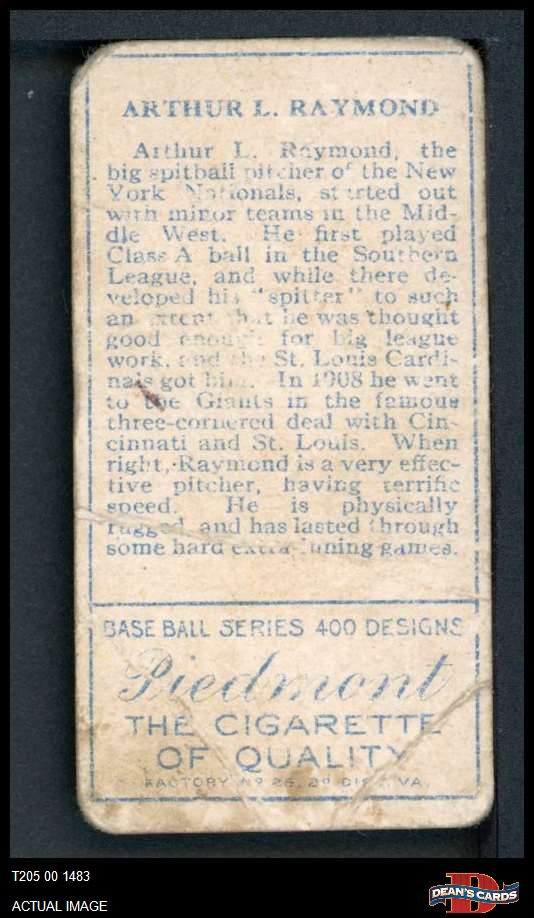 ARTHUR L. RAYMOND
Arthur L. Raymond, the
big spitball pitcher of the New
York Nationals, started out
with minor teams in the Mid-
dle West. He first played
Class A ball in the Southern
League, and while there de-
veloped his "spitter" to such
an extent that he was thought
good enough for big league
work, and the St. Louis Cardi-
nals got him. In 1908 he went
to the Giants in the famous
three-cornered deal with Cin-
cinnati and St. Louis. When
right, Raymond is a very effec-
tive pitcher, having terrific
speed. He is physically
rugged and has lasted through
some hard extra-inning games.
BASE BALL SERIES 400 DESIGNS
Piedmont
THE CIGARETTE
OF QUALITY
FACTORY Nº 25, 2D DIST. VA.
T205 00 1483
ACTUAL IMAGE
DEAN'S CARDS